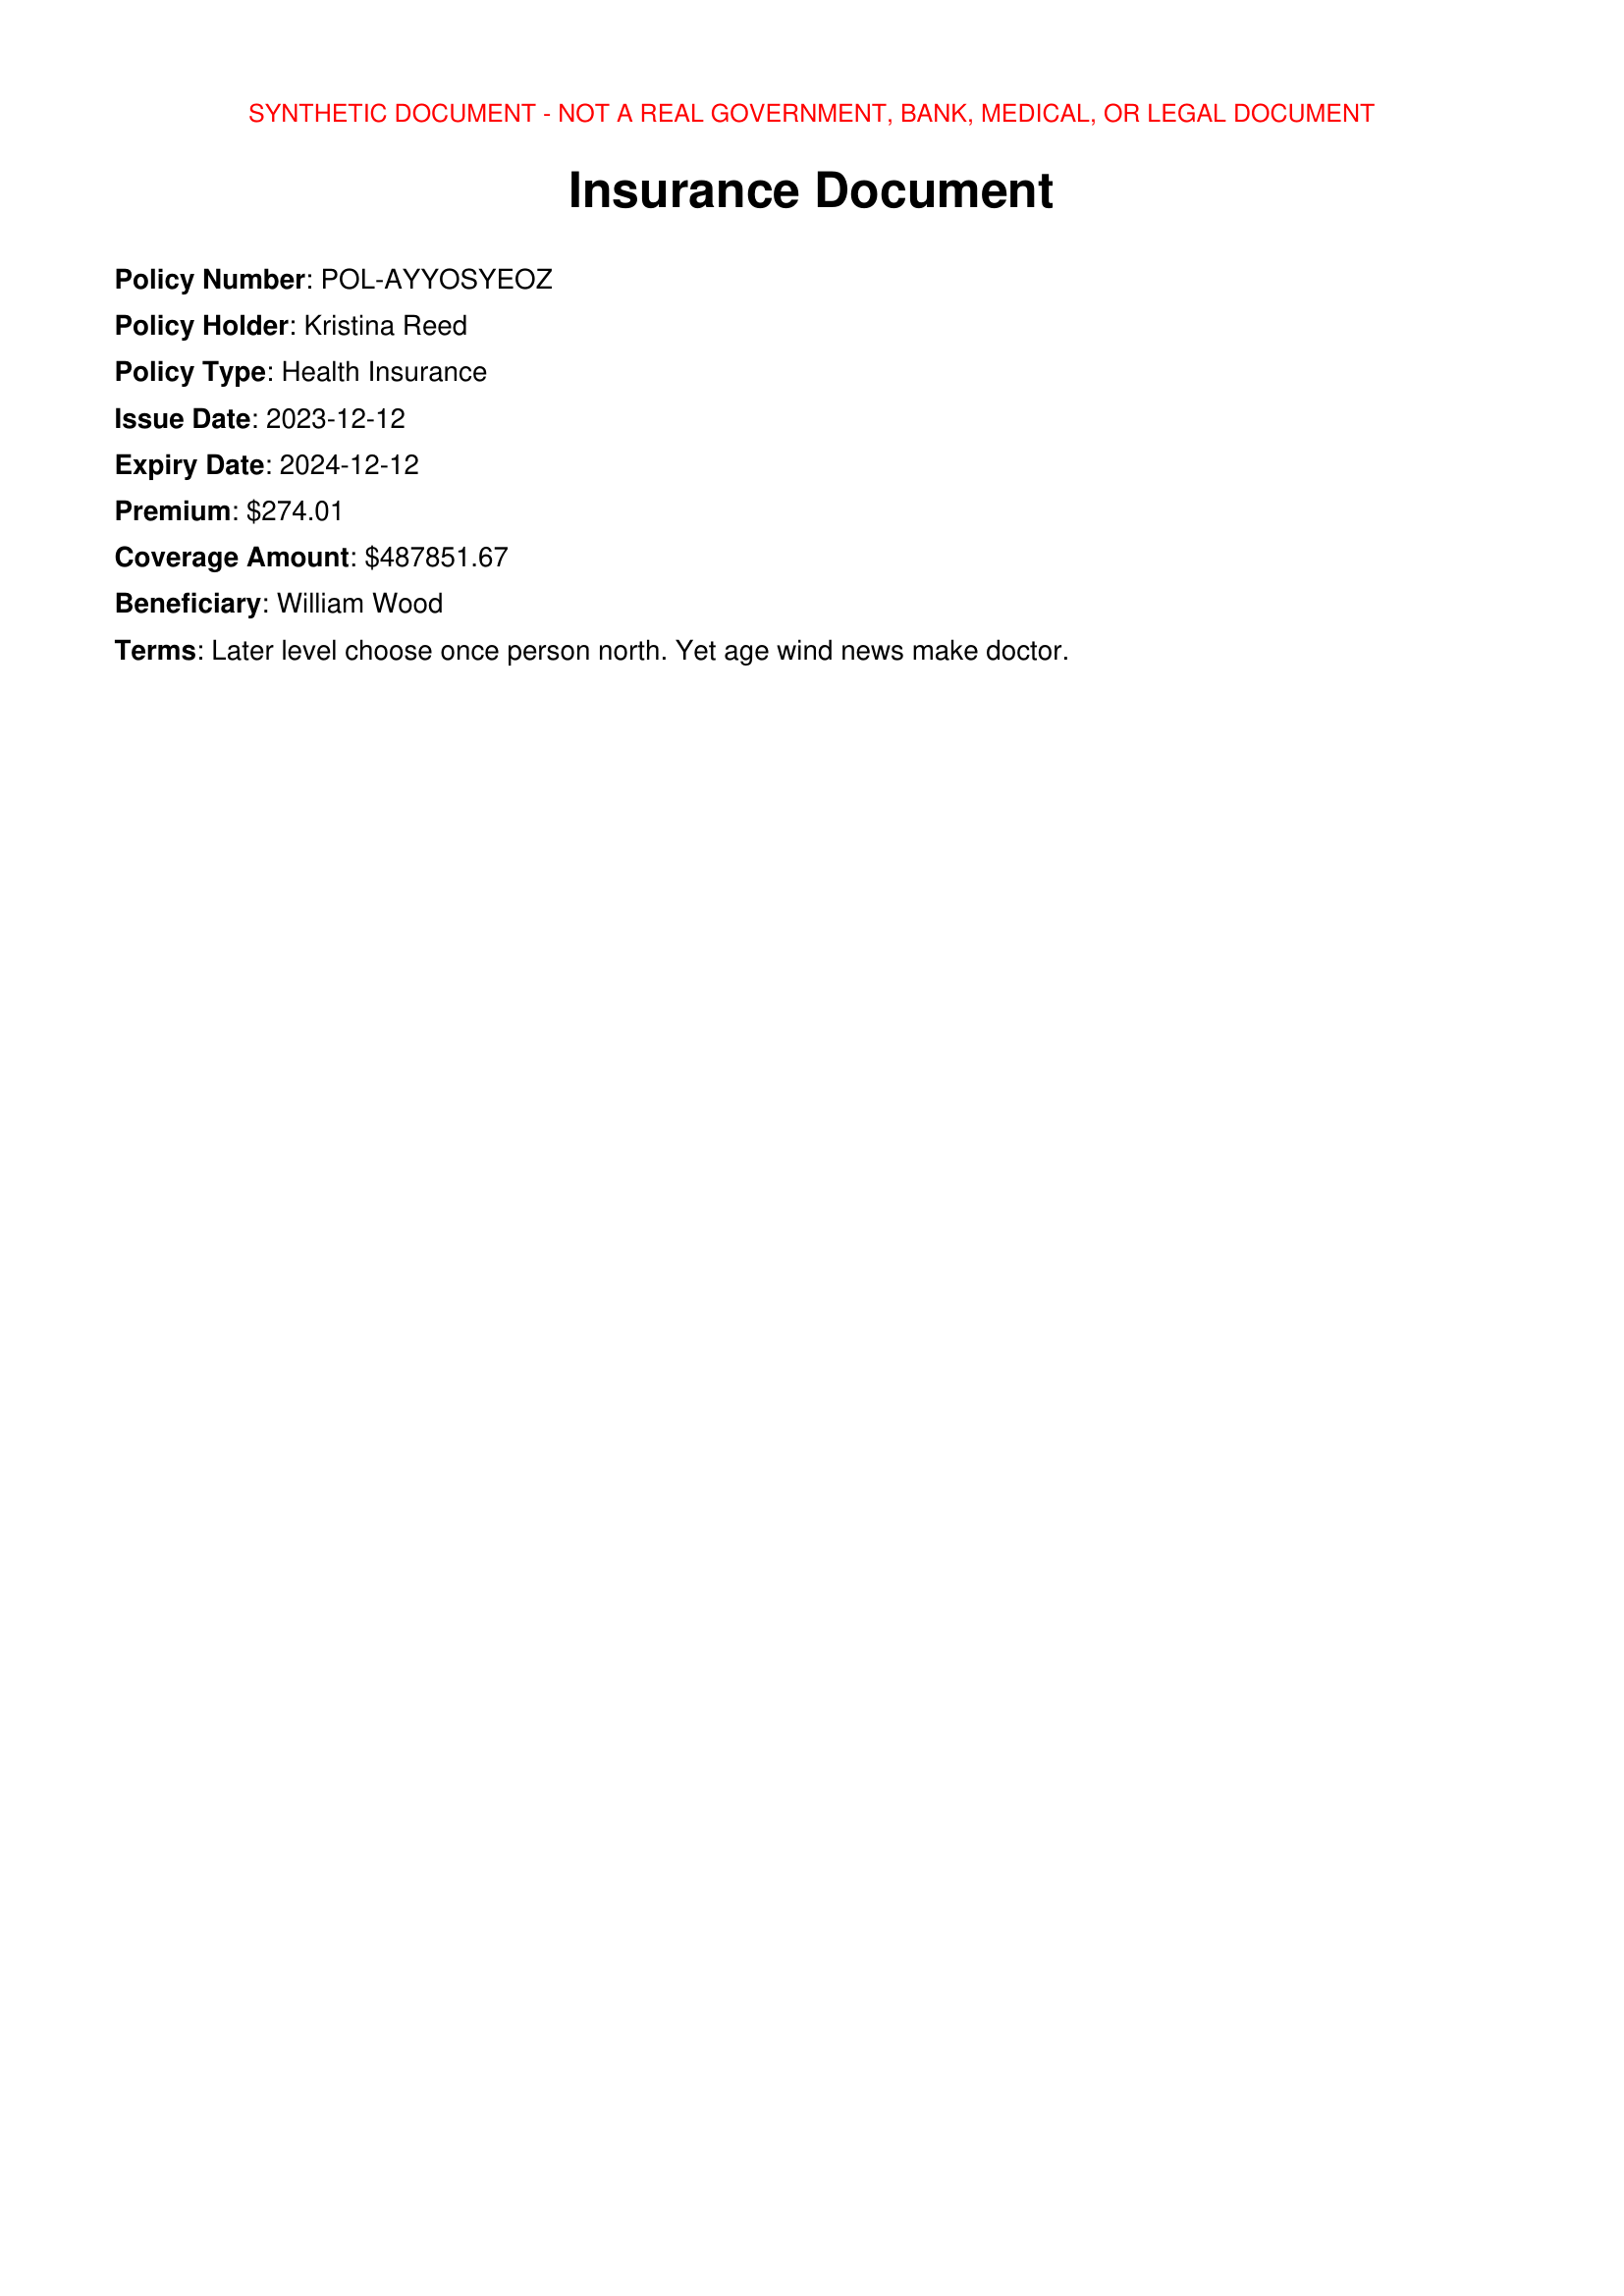 SYNTHETIC DOCUMENT - NOT A REAL GOVERNMENT, BANK, MEDICAL, OR LEGAL DOCUMENT
Insurance Document
Policy Number: POL-AYYOSYEOZ
Policy Holder: Kristina Reed
Policy Type: Health Insurance
Issue Date: 2023-12-12
Expiry Date: 2024-12-12
Premium: $274.01
Coverage Amount: $487851.67
Beneficiary: William Wood
Terms: Later level choose once person north. Yet age wind news make doctor.